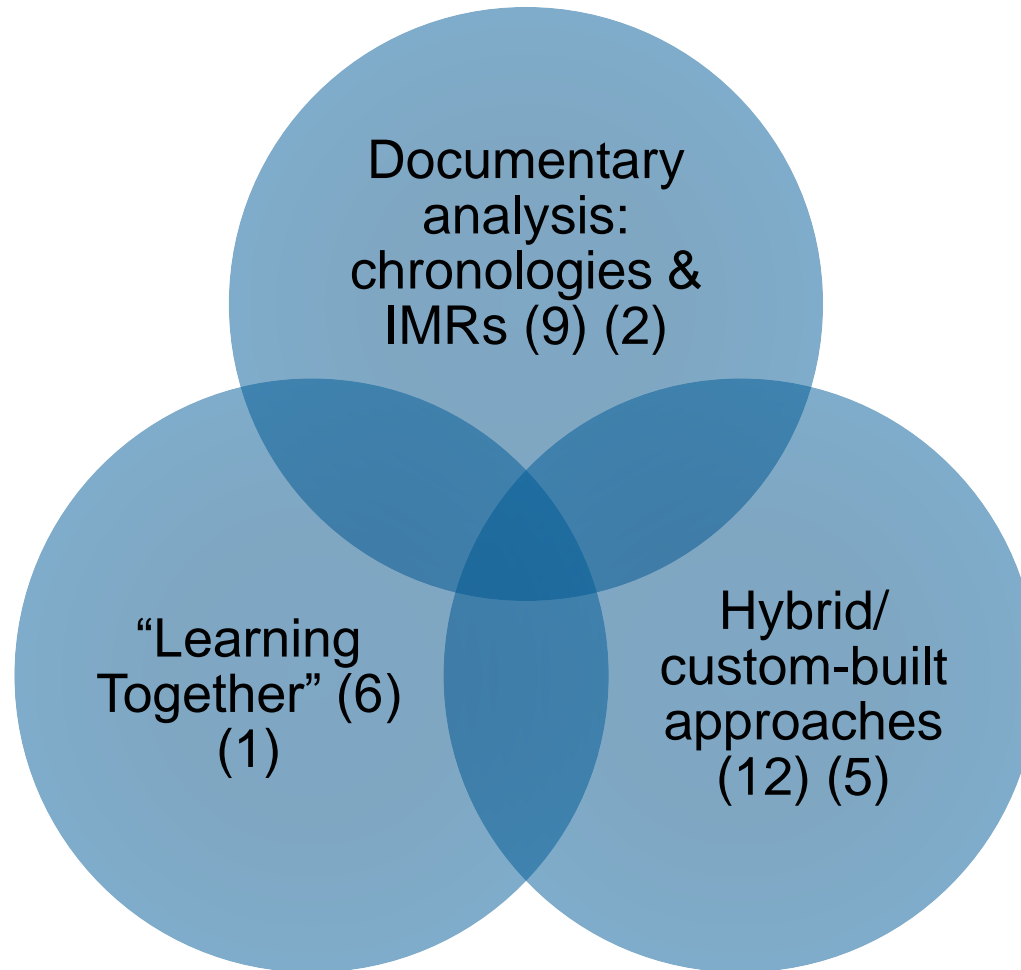 Documentary
analysis:
chronologies &
IMRs (9) (2)
“Learning
Together” (6)
(1)
Hybrid/
custom-built
approaches
(12) (5)